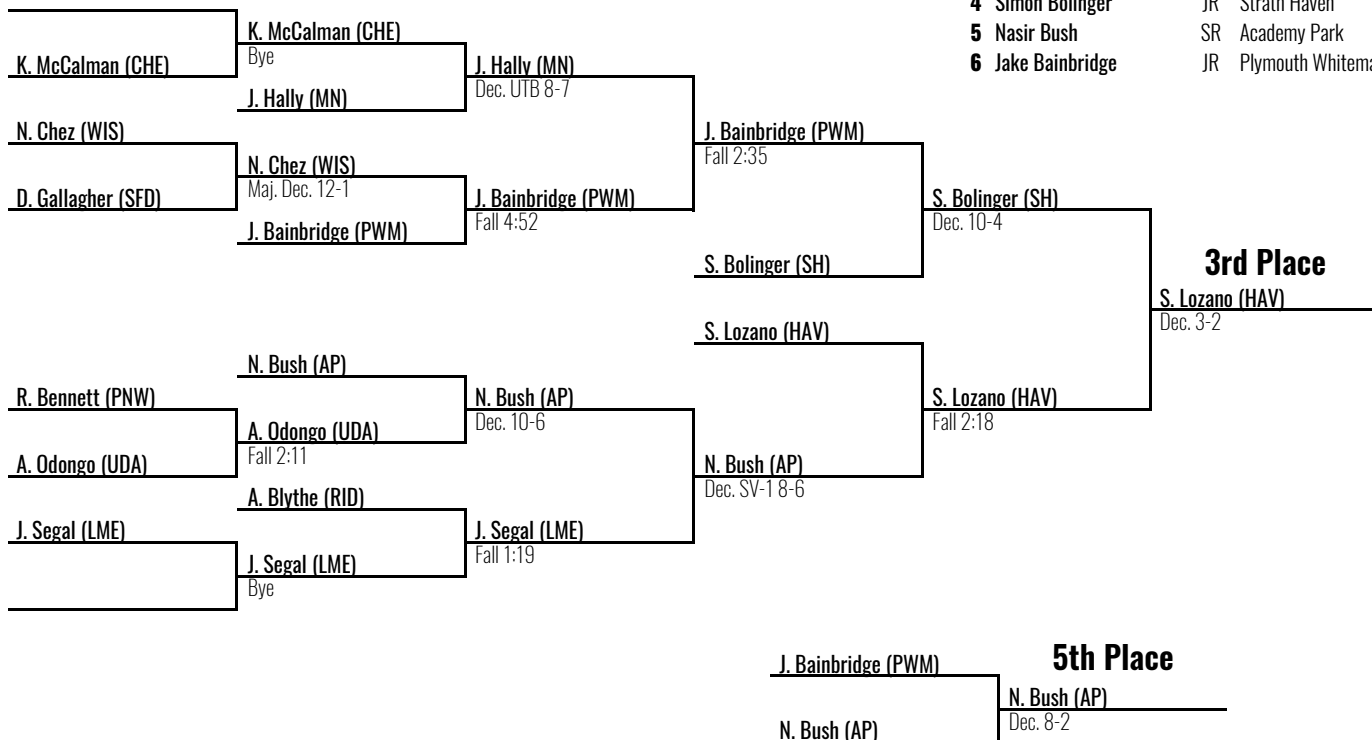 4 Simon Bolinger JR Strath Haven
5 Nasir Bush SR Academy Park
6 Jake Bainbridge JR Plymouth Whitema
K. McCalman (CHE)
K. McCalman (CHE)
Bye
J. Hally (MN)
J. Hally (MN)
Dec. UTB 8-7
N. Chez (WIS)
D. Gallagher (SFD)
N. Chez (WIS)
Maj. Dec. 12-1
J. Bainbridge (PWM)
J. Bainbridge (PWM)
Fall 4:52
J. Bainbridge (PWM)
Fall 2:35
S. Bolinger (SH)
S. Bolinger (SH)
Dec. 10-4
3rd Place
S. Lozano (HAV)
Dec. 3-2
S. Lozano (HAV)
S. Lozano (HAV)
Fall 2:18
N. Bush (AP)
R. Bennett (PNW)
A. Odongo (UDA)
A. Odongo (UDA)
Fall 2:11
N. Bush (AP)
Dec. 10-6
N. Bush (AP)
Dec. SV-1 8-6
A. Blythe (RID)
J. Segal (LME)
J. Segal (LME)
Bye
J. Segal (LME)
Fall 1:19
5th Place
J. Bainbridge (PWM)
N. Bush (AP)
N. Bush (AP)
Dec. 8-2